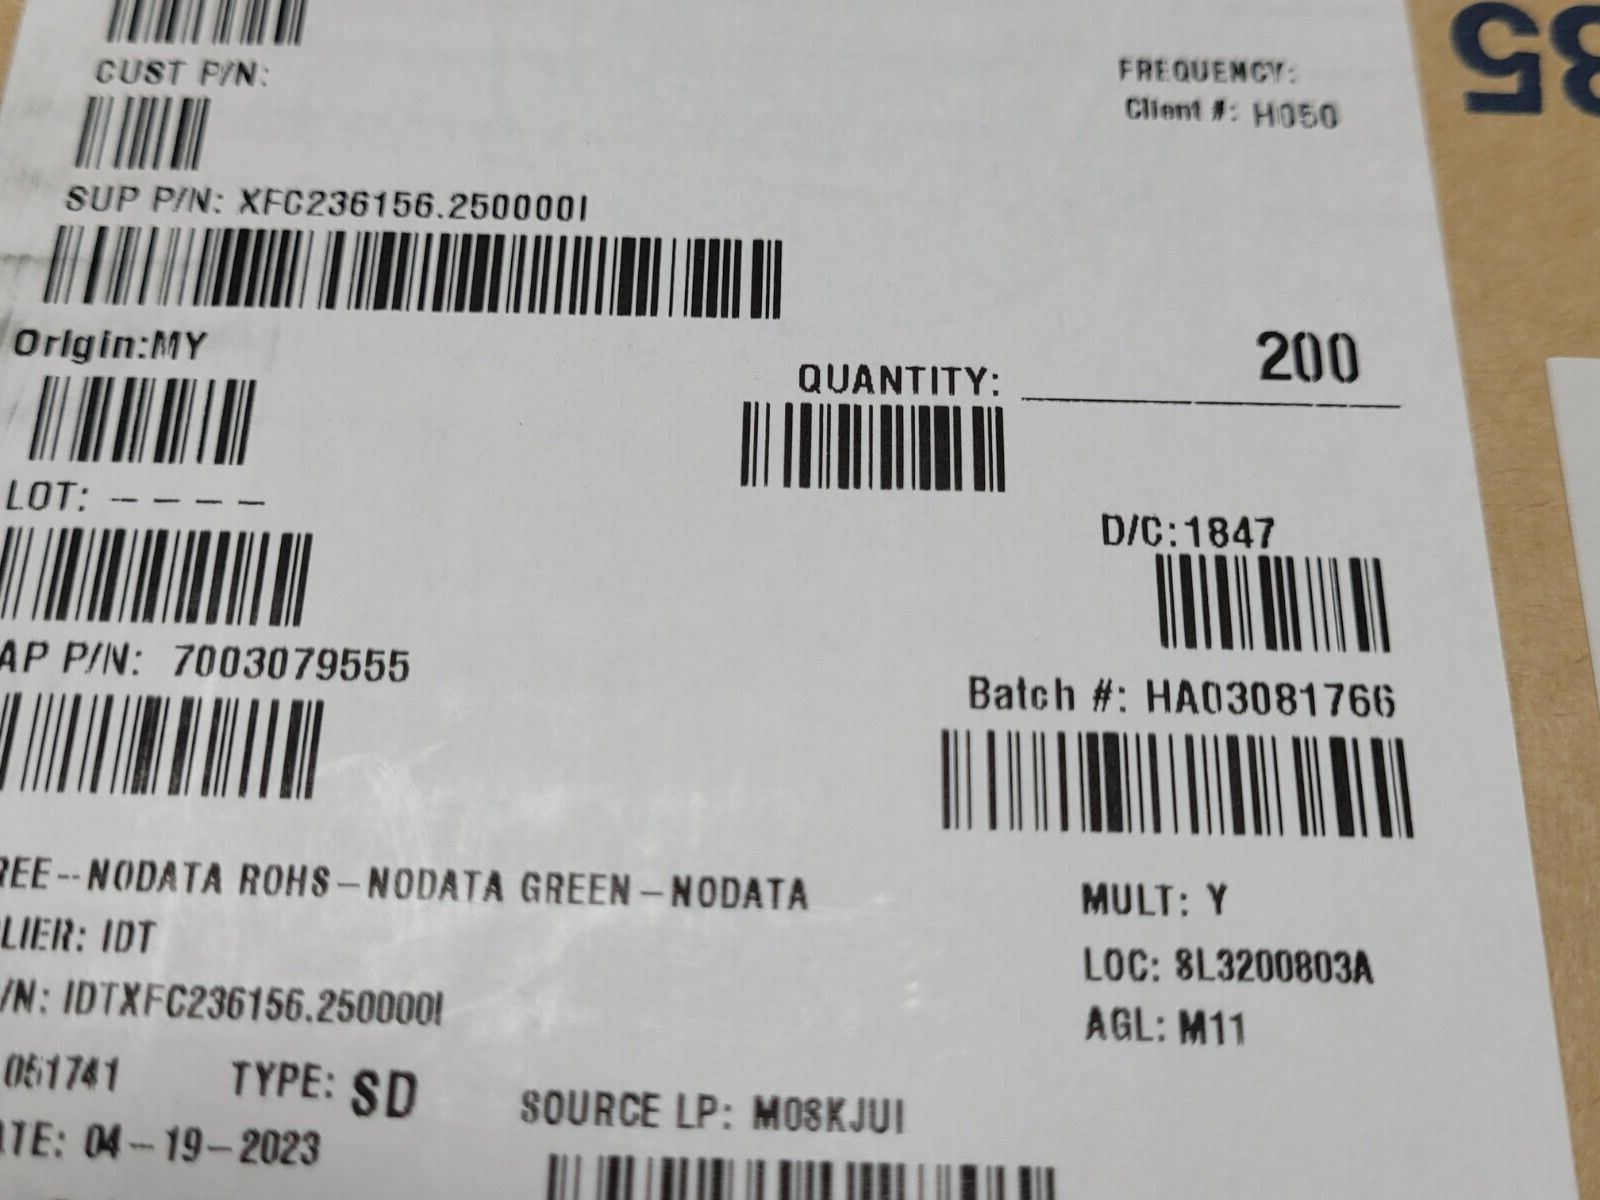 CUST P/N:
FREQUENCY:
Client #: H050
SUP P/N: XFC236156.250000I
Origin:MY
QUANTITY: 200
LOT: – – – –
D/C:1847
AP P/N: 7003079555
Batch #: HA03081766
REE--NODATA ROHS–NODATA GREEN–NODATA
MULT: Y
LIER: IDT
LOC: 8L3200803A
/N: IDTXFC236156.250000I
AGL: M11
051741 TYPE: SD
SOURCE LP: M08KJUI
ATE: 04–19–2023
35